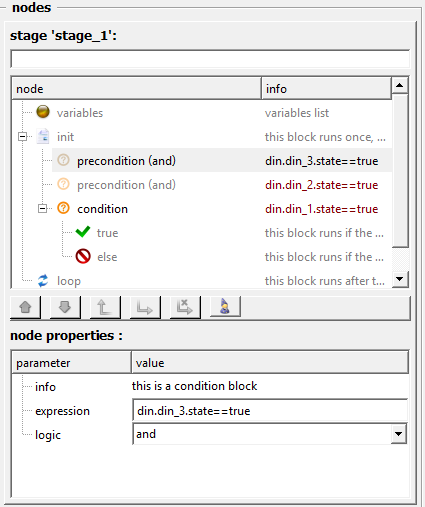 nodes
stage 'stage_1':
node info
variables variables list
init this block runs once, ...
precondition (and) din.din_3.state==true
precondition (and) din.din_2.state==true
condition din.din_1.state==true
true this block runs if the ...
else this block runs if the ...
loop this block runs after t...
node properties :
parameter value
info this is a condition block
expression din.din_3.state==true
logic and